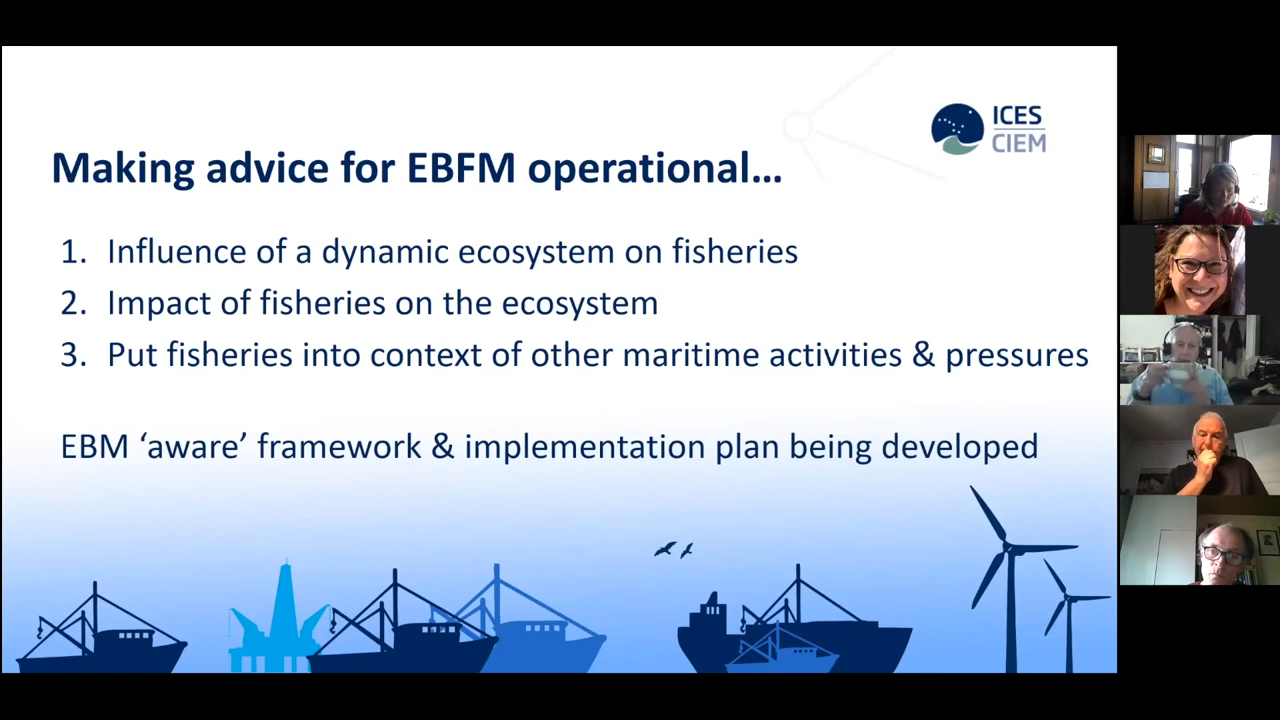 ICES
CIEM
Making advice for EBFM operational…
1. Influence of a dynamic ecosystem on fisheries
2. Impact of fisheries on the ecosystem
3. Put fisheries into context of other maritime activities & pressures
EBM ‘aware’ framework & implementation plan being developed